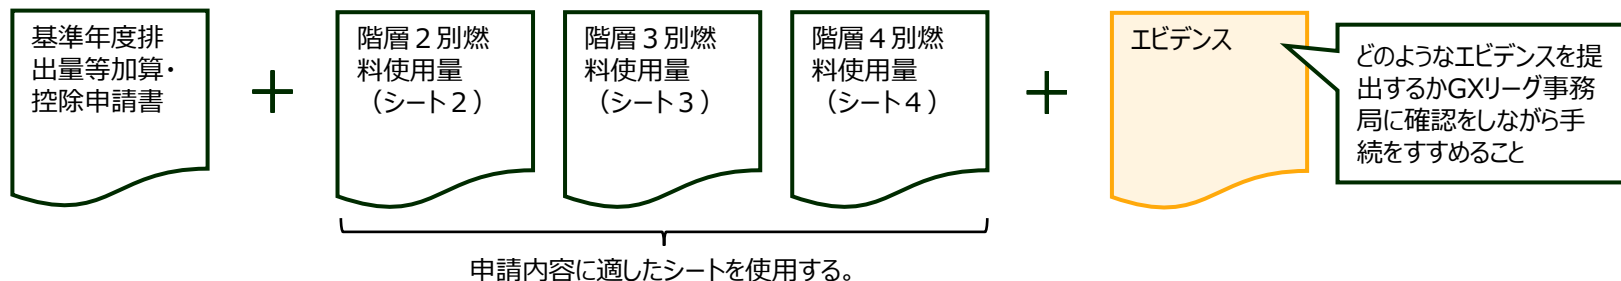 基準年度排
出量等加算・
控除申請書
＋
階層２別燃
料使用量
（シート２）
階層３別燃
料使用量
（シート３）
階層４別燃
料使用量
（シート４）
＋
エビデンス
どのようなエビデンスを提
出するかGXリーグ事務
局に確認をしながら手
続をすすめること
申請内容に適したシートを使用する。